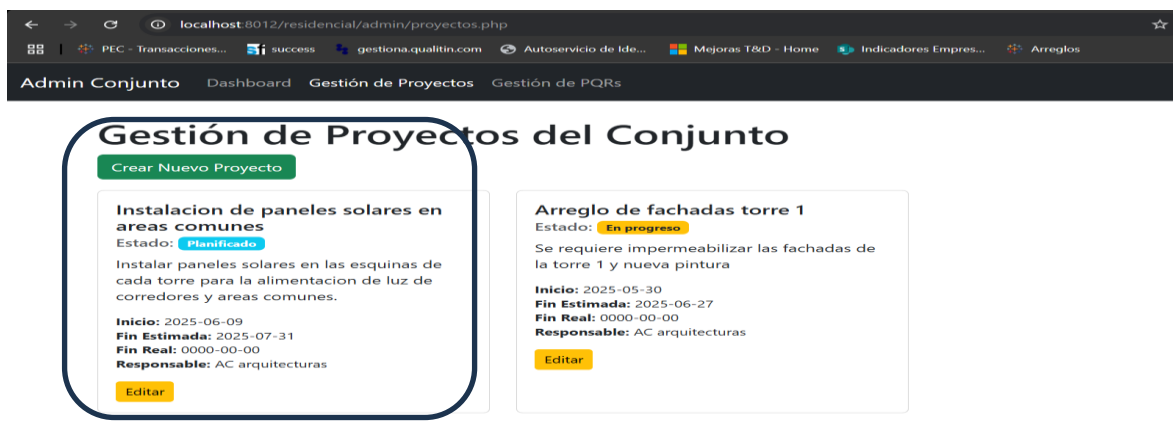 localhost:8012/residencial/admin/proyectos.php
PEC - Transacciones... success gestiona.qualitin.com Autoservicio de Ide... Mejoras T&D - Home Indicadores Empres... Arreglos
Admin Conjunto Dashboard Gestión de Proyectos Gestión de PQRs
Gestión de Proyectos del Conjunto
Crear Nuevo Proyecto
Instalacion de paneles solares en
areas comunes
Estado: Planificado
Instalar paneles solares en las esquinas de
cada torre para la alimentacion de luz de
corredores y areas comunes.
Inicio: 2025-06-09
Fin Estimada: 2025-07-31
Fin Real: 0000-00-00
Responsable: AC arquitecturas
Editar
Arreglo de fachadas torre 1
Estado: En progreso
Se requiere impermeabilizar las fachadas de
la torre 1 y nueva pintura
Inicio: 2025-05-30
Fin Estimada: 2025-06-27
Fin Real: 0000-00-00
Responsable: AC arquitecturas
Editar